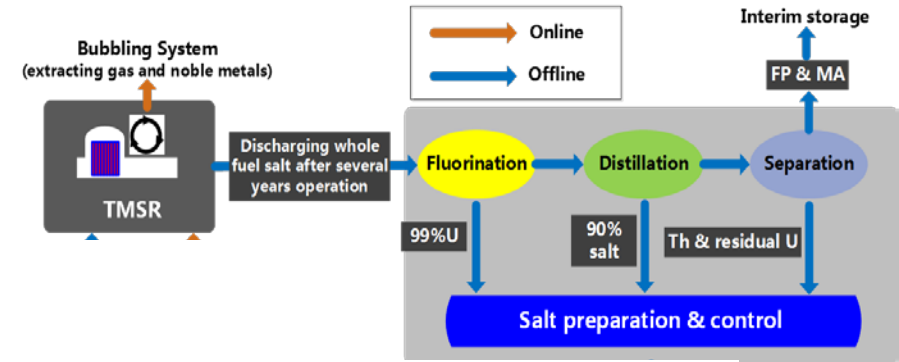 Bubbling System
(extracting gas and noble metals)
Online
Offline
Interim storage
FP & MA
Discharging whole
fuel salt after several
years operation
Fluorination
Distillation
Separation
TMSR
99%U
90%
salt
Th & residual U
Salt preparation & control